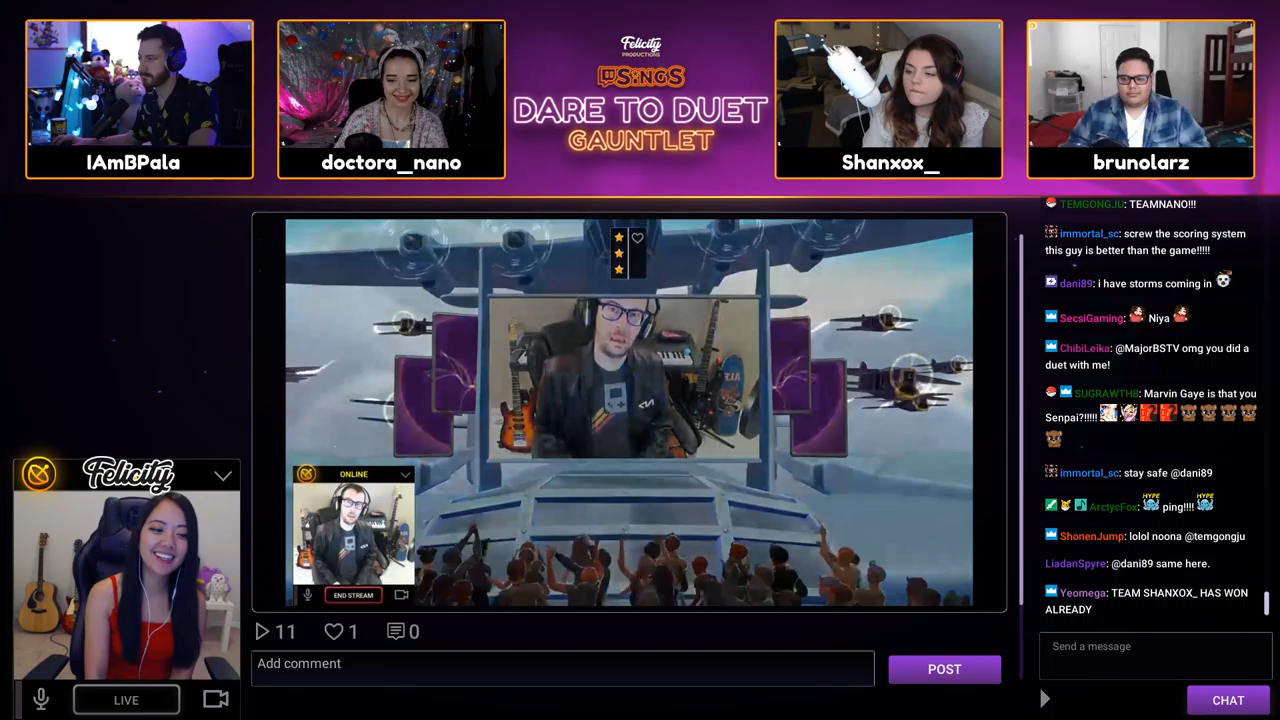 IAmBPala
doctora__nano
Felicity
PRODUCTIONS
SINGS
DARE TO DUET
GAUNTLET
Shanxox_
brunolarz
ONLINE
END STREAM
11
1
0
Add comment
POST
Felicity
LIVE
TEMGONGJU: TEAMNANO!!!
immortal_sc: screw the scoring system
this guy is better than the game!!!!!
dani89: i have storms coming in
SecsiGaming: Niya
ChibiLeika: @MajorBSTV omg you did a
duet with me!
SUGRAWTH8: Marvin Gaye is that you
Senpai?!!!!!
immortal_sc: stay safe @dani89
ArctycFox: HYPE ping!!!! HYPE
ShonenJump: lolol noona @temgongju
LiadanSpyre: @dani89 same here.
Yeomega: TEAM SHANXOX_ HAS WON
ALREADY
Send a message
CHAT